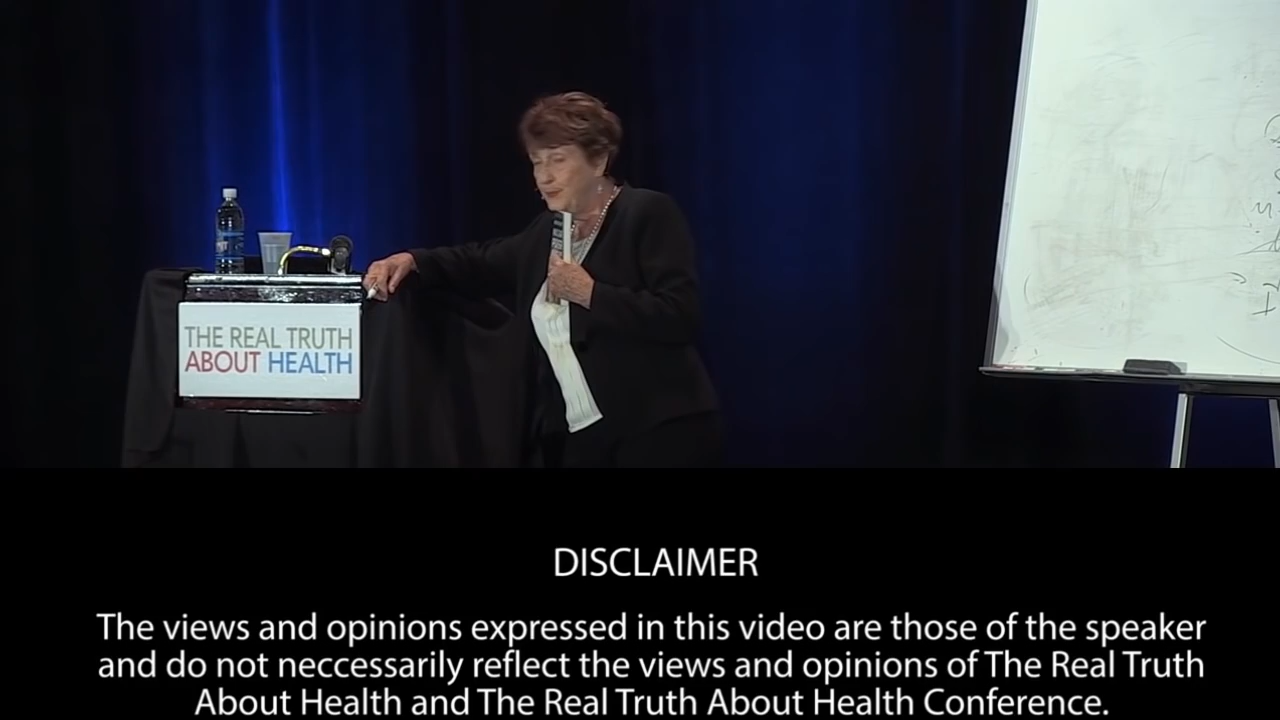 THE REAL TRUTH
ABOUT HEALTH
DISCLAIMER
The views and opinions expressed in this video are those of the speaker
and do not neccessarily reflect the views and opinions of The Real Truth
About Health and The Real Truth About Health Conference.